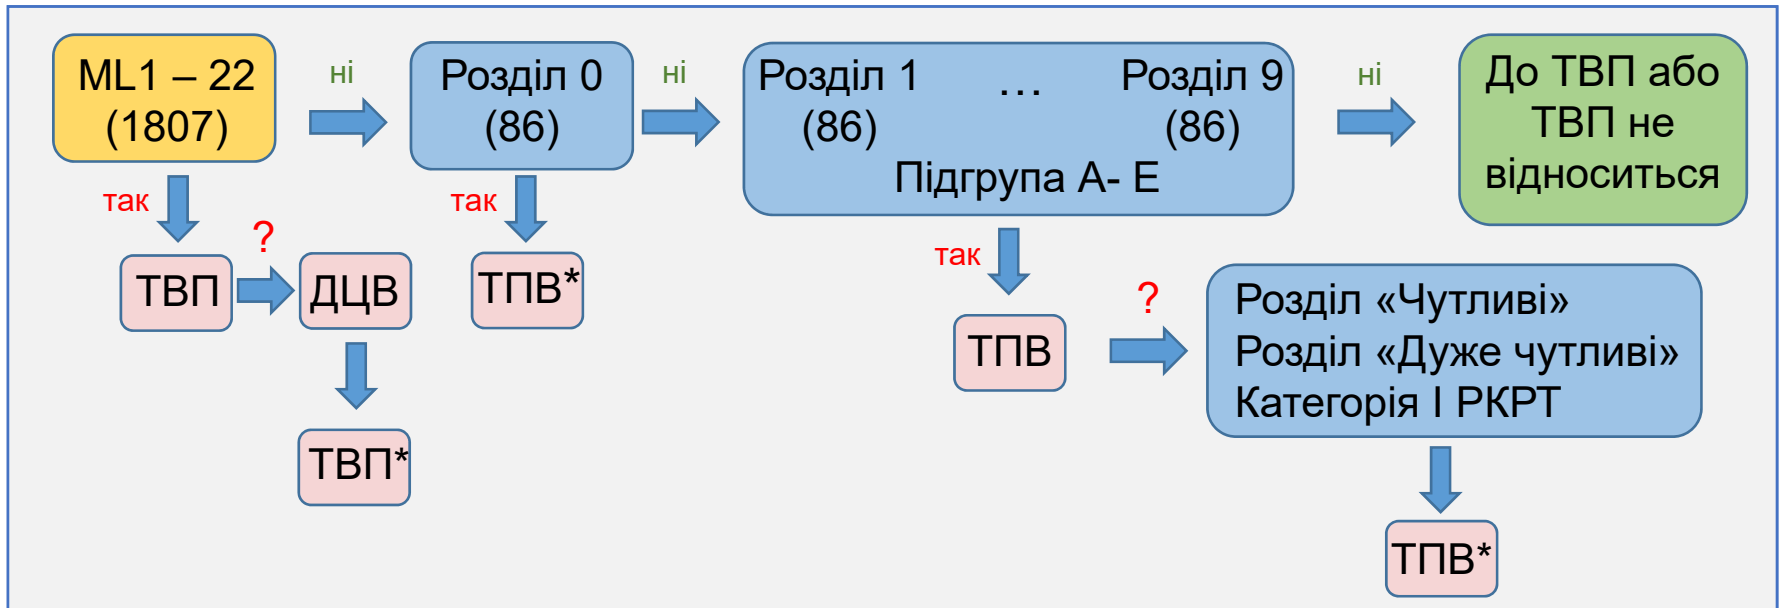 ML1 – 22
(1807)
ні
Розділ 0
(86)
ні
Розділ 1 … Розділ 9
(86) (86)
Підгрупа А- Е
ні
До ТВП або
ТВП не
відноситься
так
ТВП
?
ДЦВ
ТВП*
так
ТПВ*
так
ТПВ
?
Розділ «Чутливі»
Розділ «Дуже чутливі»
Категорія І РКРТ
ТПВ*